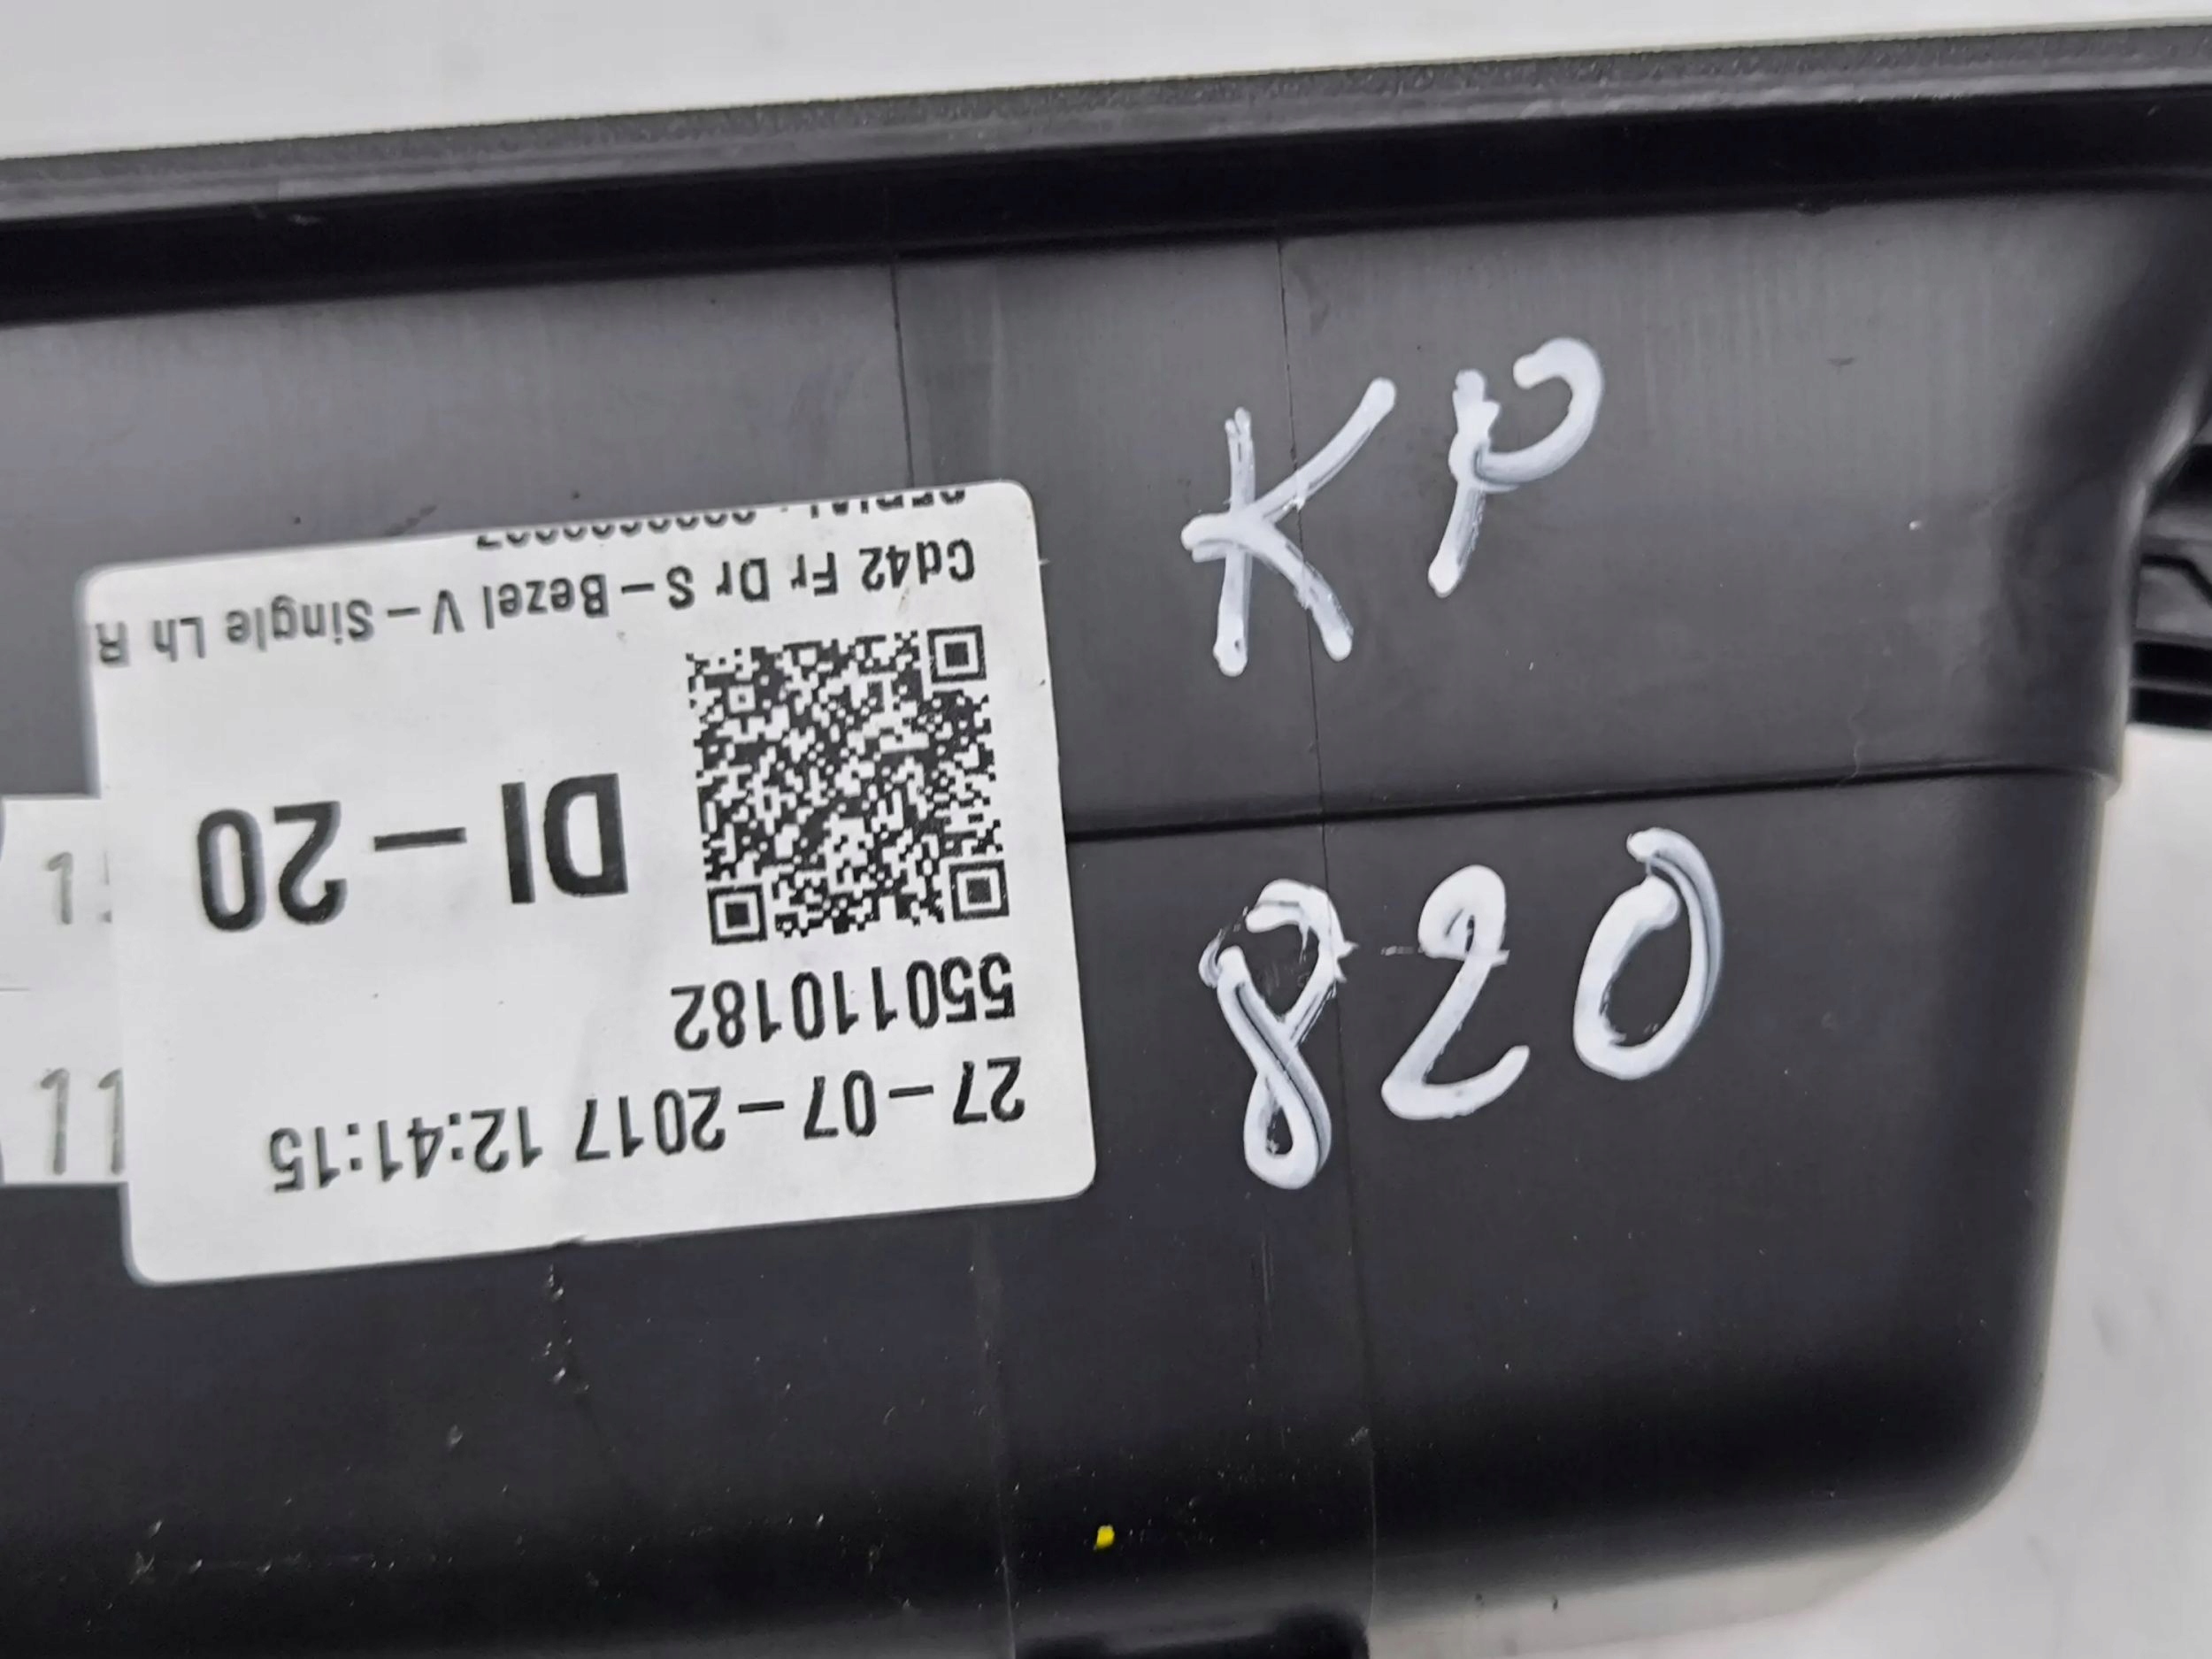 27-07-2017 12:41:15
550110182
DI-20
Cd42 Fr Dr S-Bezel V-Single Lh R
KP
820